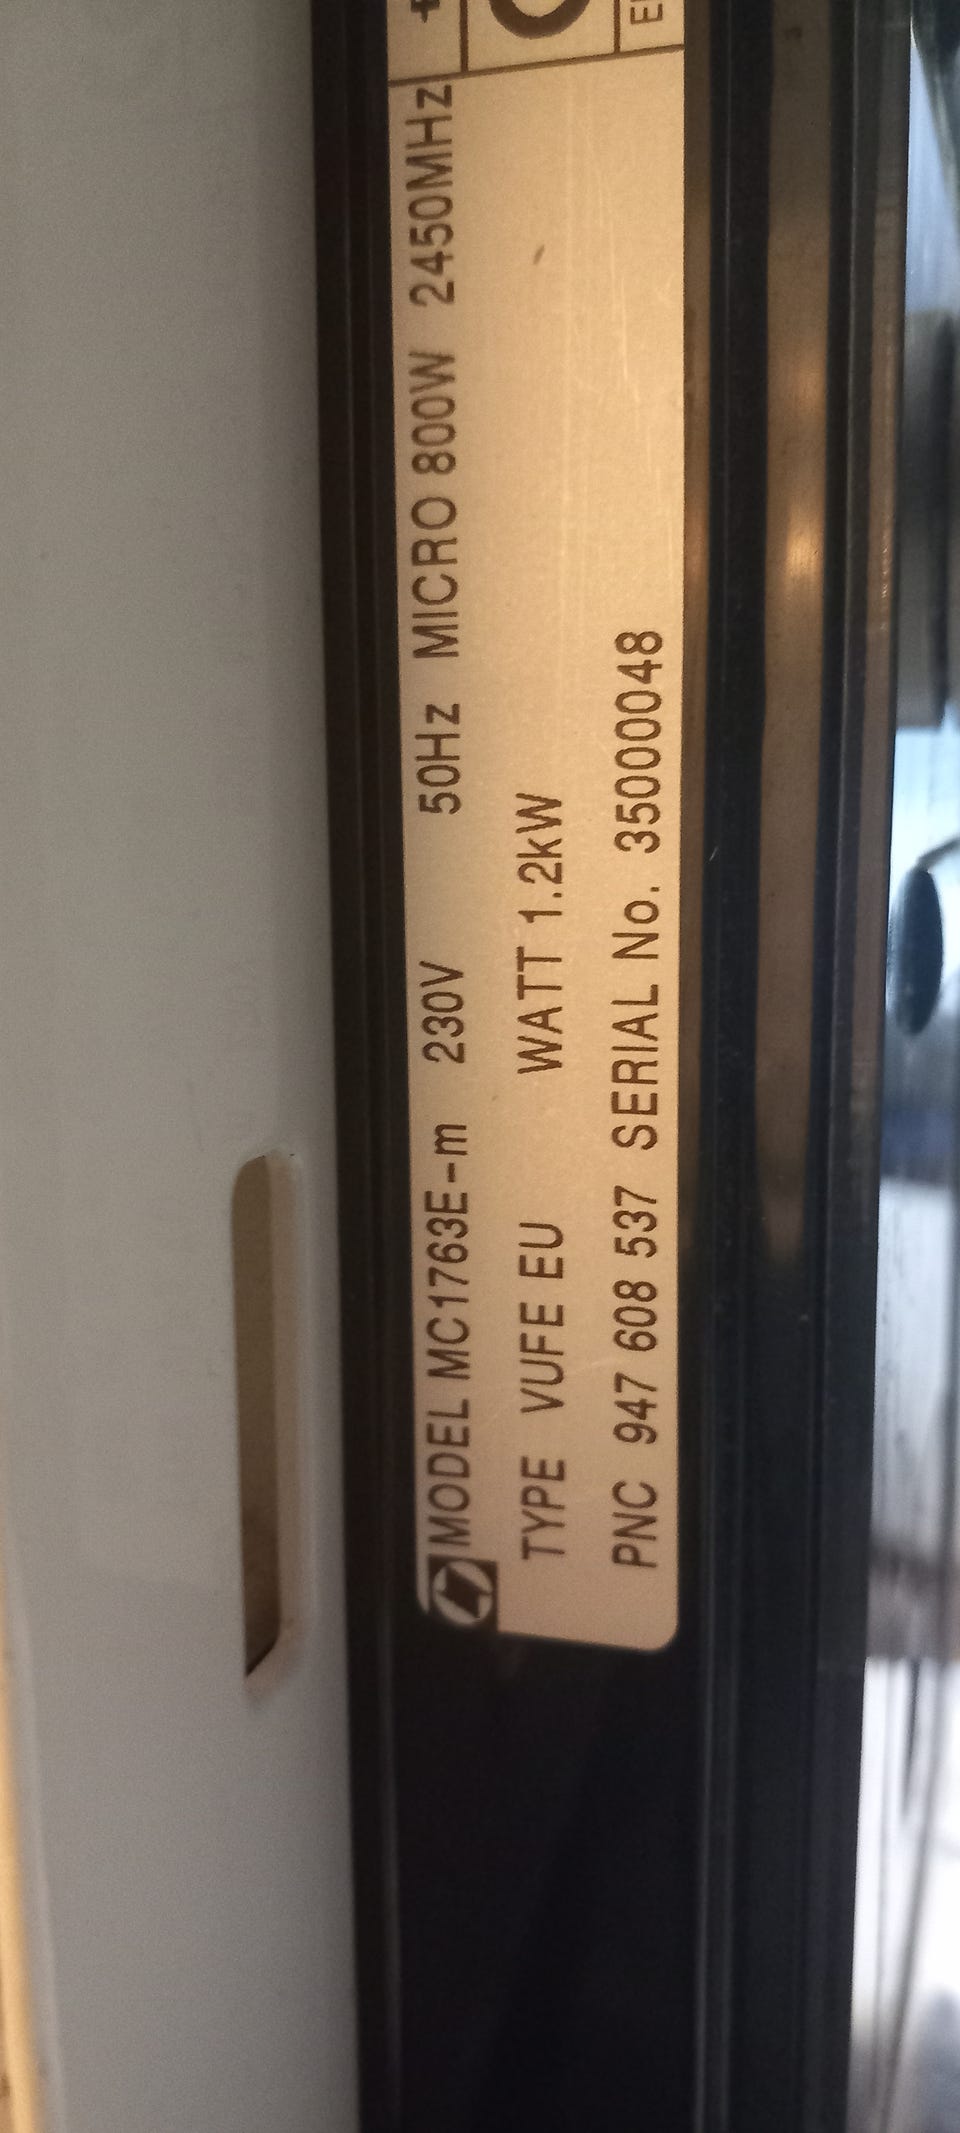 MODEL MC1763E-m 230V 50Hz MICRO 800W 2450MHz
TYPE VUFE EU WATT 1.2kW
PNC 947 608 537 SERIAL No. 35000048